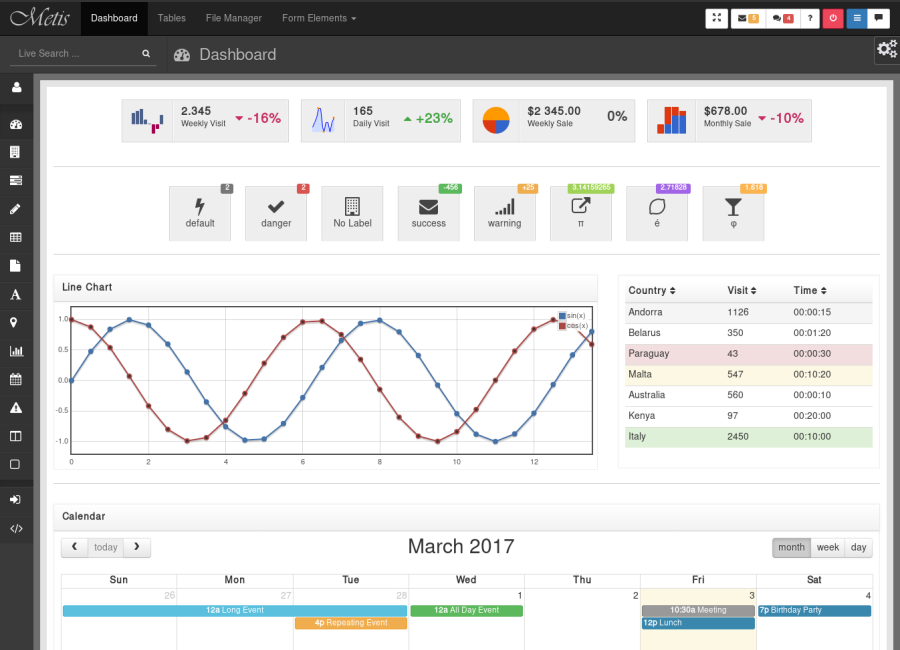 Metis Dashboard Tables File Manager Form Elements 5 4 ?
Live Search ... Dashboard
2.345 Weekly Visit -16%
165 Daily Visit +23%
$2 345.00 Weekly Sale 0%
$678.00 Monthly Sale -10%
2 2 -456 +25 3.14159265 2.71828 1.618
default danger No Label success warning π é φ
Line Chart
1.0
0.5
0.0
-0.5
-1.0
0 2 4 6 8 10 12
sin(x)
cos(x)
Country Visit Time
Andorra 1126 00:00:15
Belarus 350 00:01:20
Paraguay 43 00:00:30
Malta 547 00:10:20
Australia 560 00:00:10
Kenya 97 00:20:00
Italy 2450 00:10:00
Calendar
today March 2017 month week day
Sun Mon Tue Wed Thu Fri Sat
26 27 28 1 2 3 4
12a Long Event 12a All Day Event 10:30a Meeting 7p Birthday Party
4p Repeating Event 12p Lunch